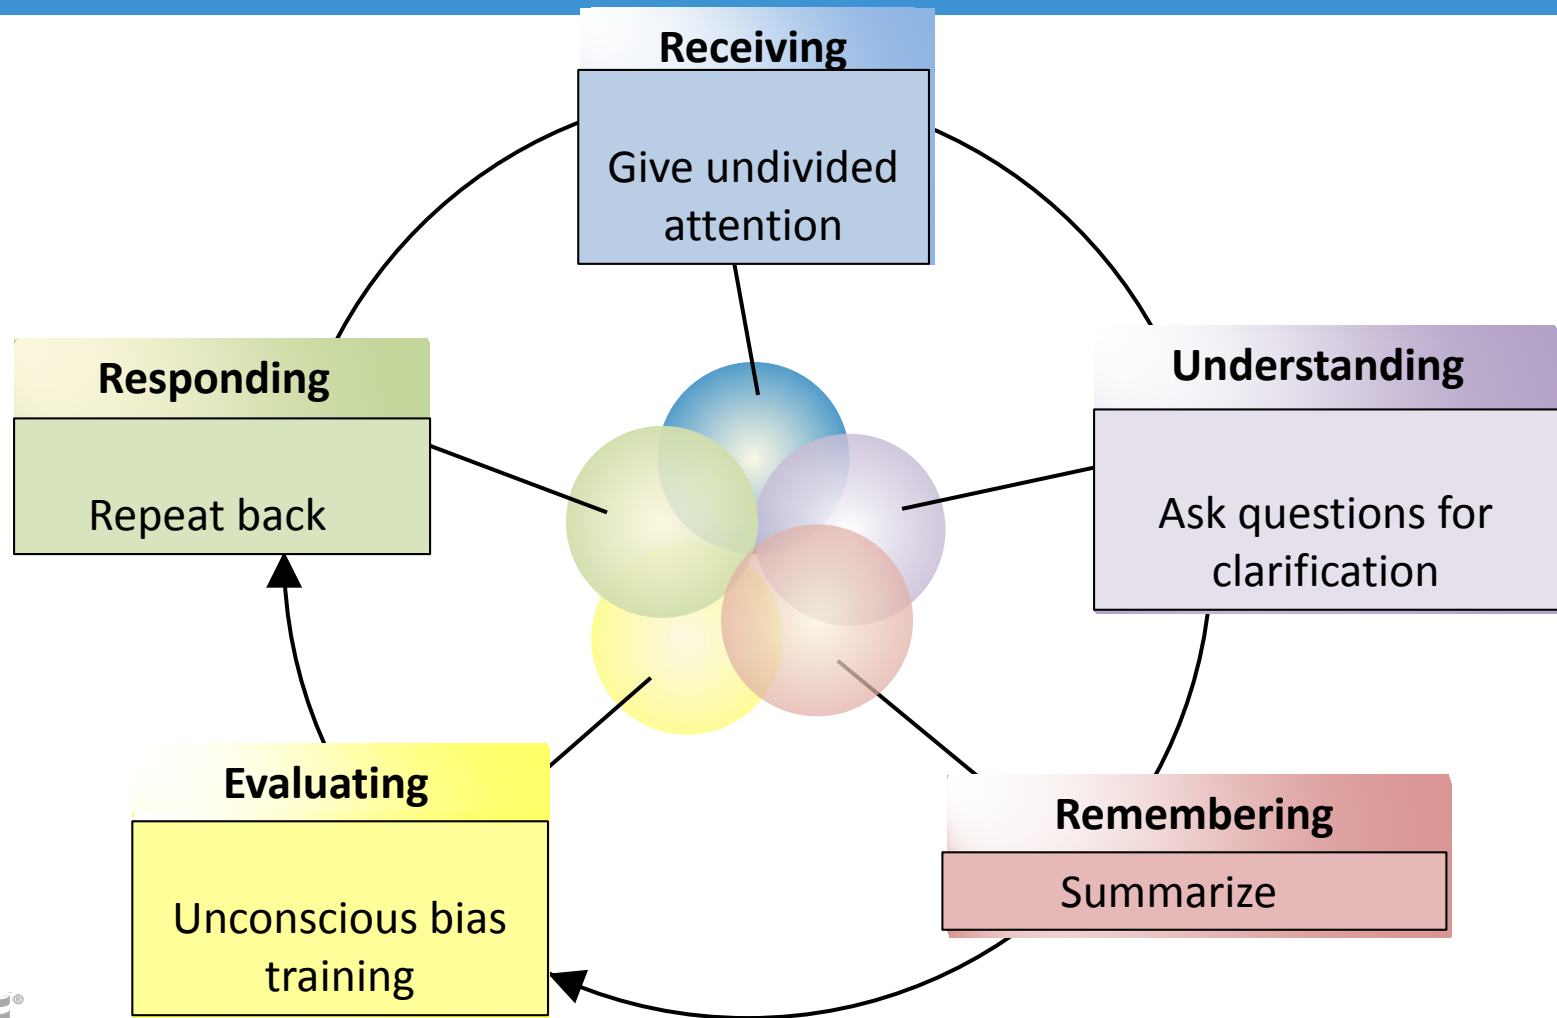 Receiving
Give undivided
attention
Understanding
Ask questions for
clarification
Remembering
Summarize
Evaluating
Unconscious bias
training
Responding
Repeat back